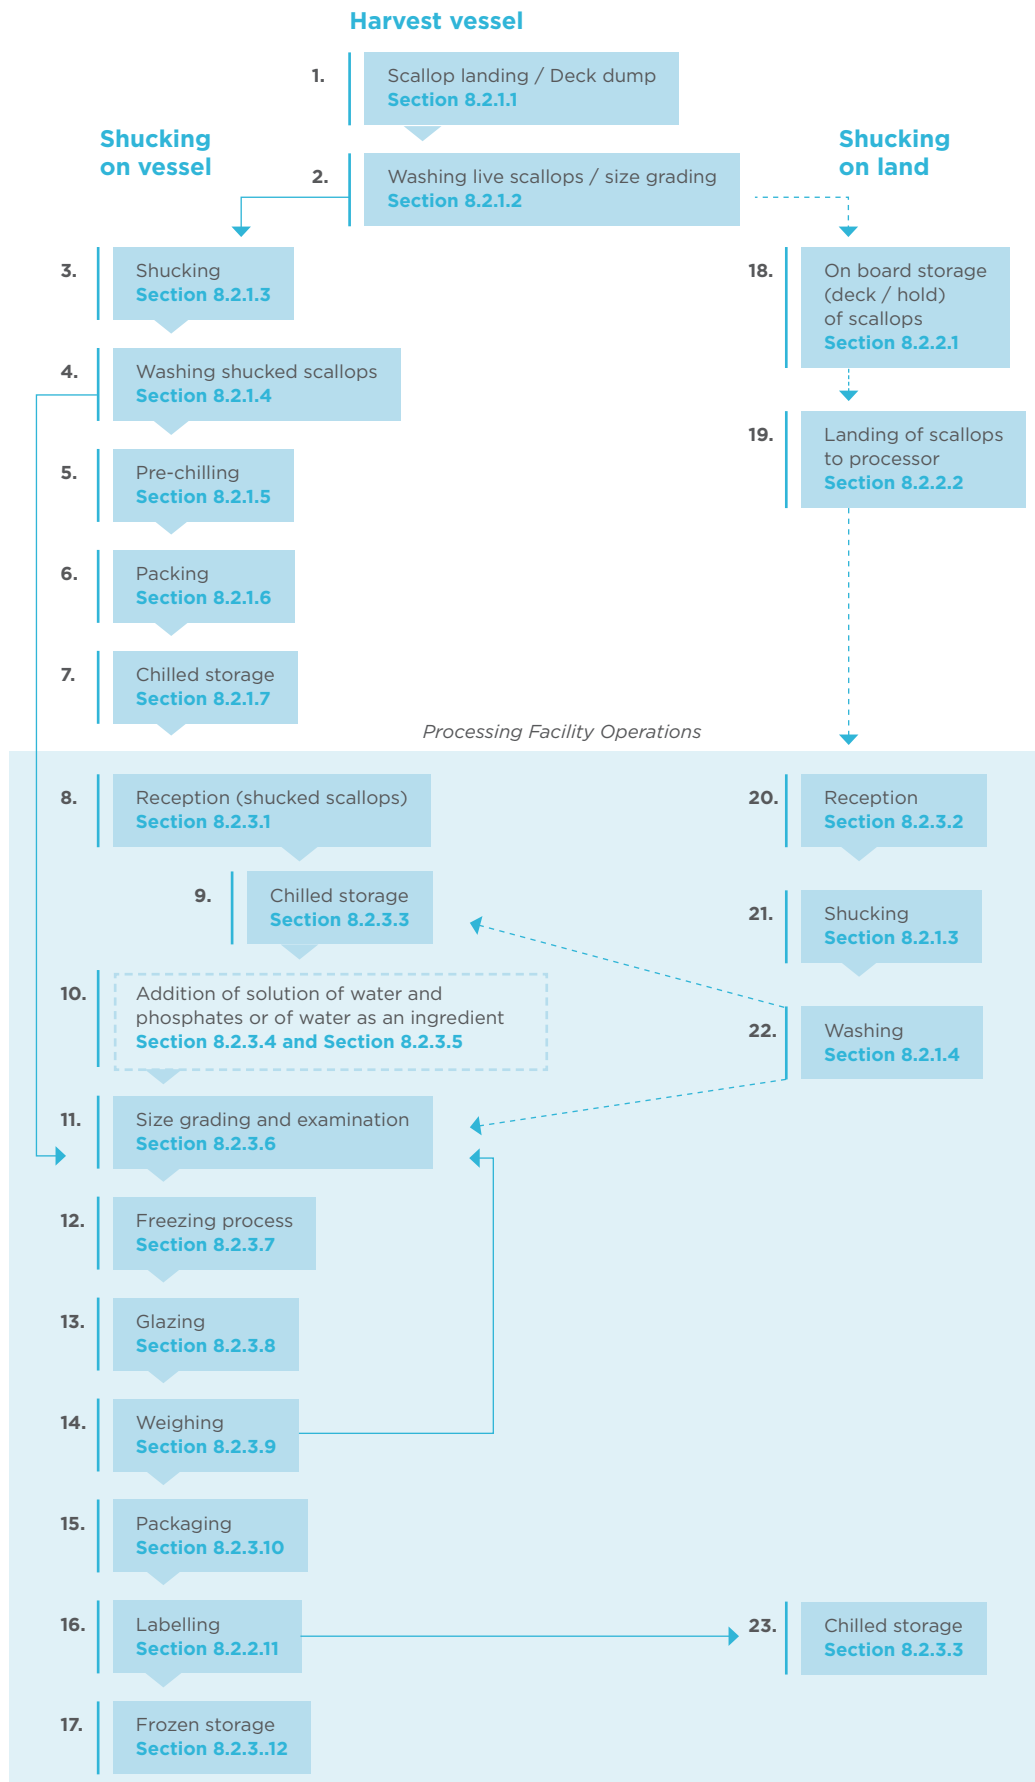 Harvest vessel
1.
Scallop landing / Deck dump
Section 8.2.1.1
Shucking
on vessel
Shucking
on land
2.
Washing live scallops / size grading
Section 8.2.1.2
3.
Shucking
Section 8.2.1.3
4.
Washing shucked scallops
Section 8.2.1.4
5.
Pre-chilling
Section 8.2.1.5
6.
Packing
Section 8.2.1.6
7.
Chilled storage
Section 8.2.1.7
18.
On board storage
(deck / hold)
of scallops
Section 8.2.2.1
19.
Landing of scallops
to processor
Section 8.2.2.2
Processing Facility Operations
8.
Reception (shucked scallops)
Section 8.2.3.1
9.
Chilled storage
Section 8.2.3.3
10.
Addition of solution of water and
phosphates or of water as an ingredient
Section 8.2.3.4 and Section 8.2.3.5
11.
Size grading and examination
Section 8.2.3.6
12.
Freezing process
Section 8.2.3.7
13.
Glazing
Section 8.2.3.8
14.
Weighing
Section 8.2.3.9
15.
Packaging
Section 8.2.3.10
16.
Labelling
Section 8.2.2.11
17.
Frozen storage
Section 8.2.3..12
20.
Reception
Section 8.2.3.2
21.
Shucking
Section 8.2.1.3
22.
Washing
Section 8.2.1.4
23.
Chilled storage
Section 8.2.3.3